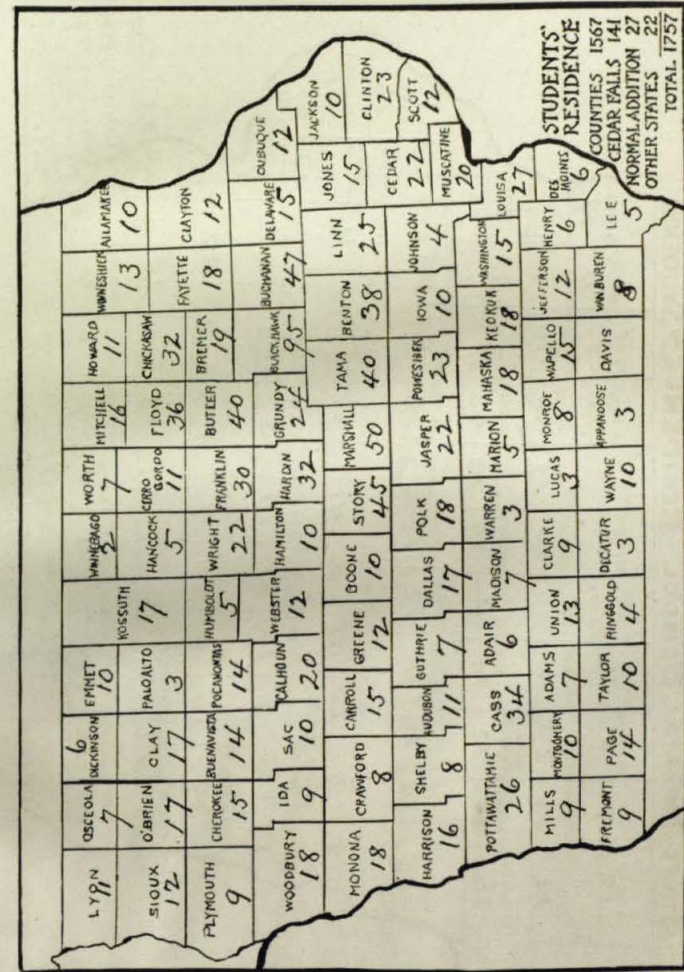 LYON
11
OSCEOLA
7
6
DICKINSON
EMMET
10
WINNEBAGO
2
WORTH
7
MITCHELL
16
HOWARD
11
WINNESHIEK
13
ALLAMAKEE
10
SIOUX
12
O'BRIEN
17
CLAY
17
PALOALTO
3
KOSSUTH
17
HANCOCK
5
CERRO
GORDO
11
FLOYD
36
CHICKASAW
32
FAYETTE
18
CLAYTON
12
PLYMOUTH
9
CHEROKEE
15
BUENAVISTA
14
POCAHONTAS
14
HUMBOLDT
5
WRIGHT
22
FRANKLIN
30
BUTLER
40
BREMER
19
WOODBURY
18
IDA
9
SAC
10
CALHOUN
20
WEBSTER
12
HAMILTON
10
HARDIN
32
GRUNDY
24
BLACKHAWK
95
BUCHANAN
47
DELAWARE
15
DUBUQUE
12
MONONA
18
CRAWFORD
8
CARROLL
15
GREENE
12
BOONE
10
STORY
45
MARSHALL
50
TAMA
40
BENTON
38
LINN
25
JONES
15
JACKSON
10
CLINTON
23
HARRISON
16
SHELBY
8
AUDUBON
11
GUTHRIE
7
DALLAS
17
POLK
18
JASPER
22
POWESHIEK
23
IOWA
10
JOHNSON
4
CEDAR
22
SCOTT
12
MUSCATINE
20
POTTAWATTAMIE
26
CASS
34
ADAIR
6
MADISON
7
WARREN
3
MARION
5
MAHASKA
18
KEOKUK
18
WASHINGTON
15
LOUISA
27
MILLS
9
MONTGOMERY
10
ADAMS
7
UNION
13
CLARKE
9
LUCAS
3
MONROE
8
WAPELLO
15
JEFFERSON
12
HENRY
6
DES
MOINES
6
FREMONT
9
PAGE
14
TAYLOR
10
RINGGOLD
4
DECATUR
3
WAYNE
10
APPANOOSE
3
DAVIS
VAN BUREN
8
LEE
5
STUDENTS'
RESIDENCE
COUNTIES 1567
CEDAR FALLS 141
NORMAL ADDITION 27
OTHER STATES 22
TOTAL 1757